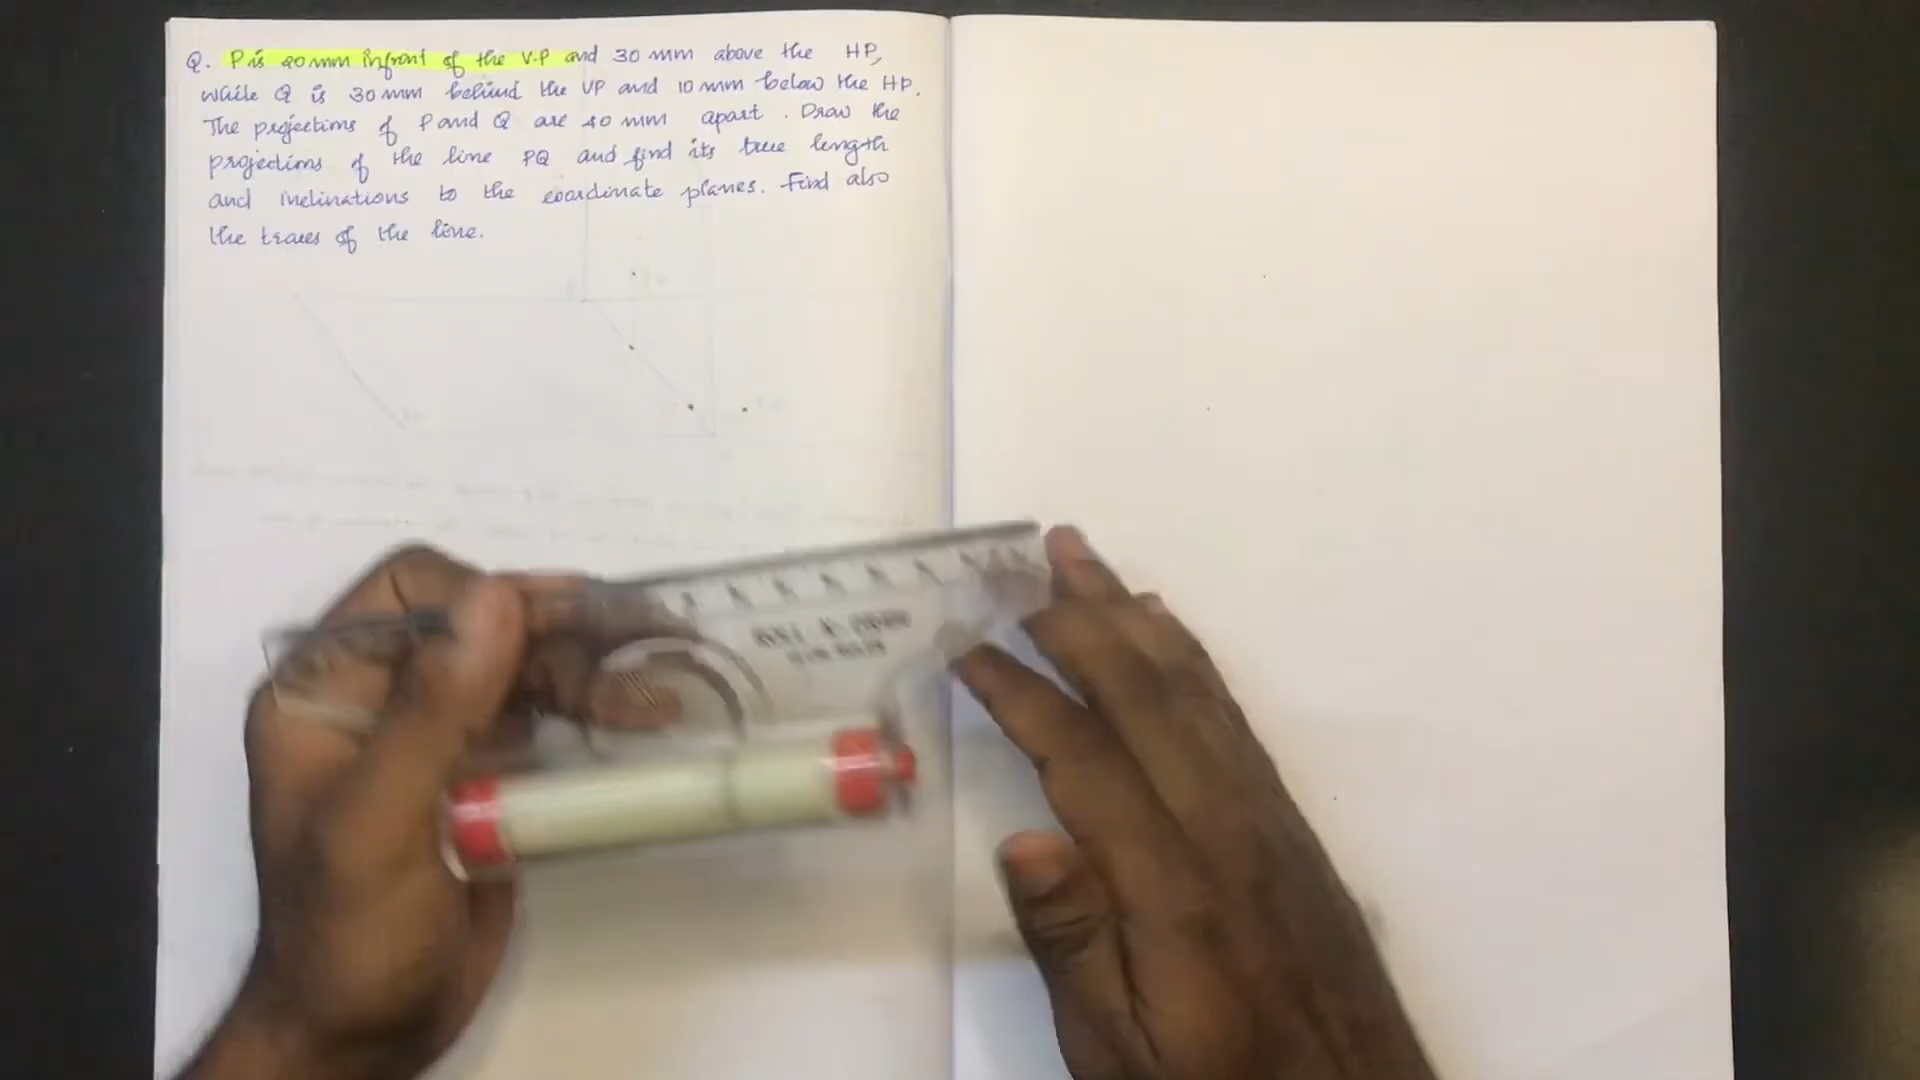 Q. P is 40 mm infront of the V.P and 30 mm above the HP,
while Q is 30 mm behind the VP and 10 mm below the HP.
The projections of P and Q are 40 mm apart. Draw the
projections of the line PQ and find its true length
and inclinations to the coordinate planes. Find also
the traces of the line.